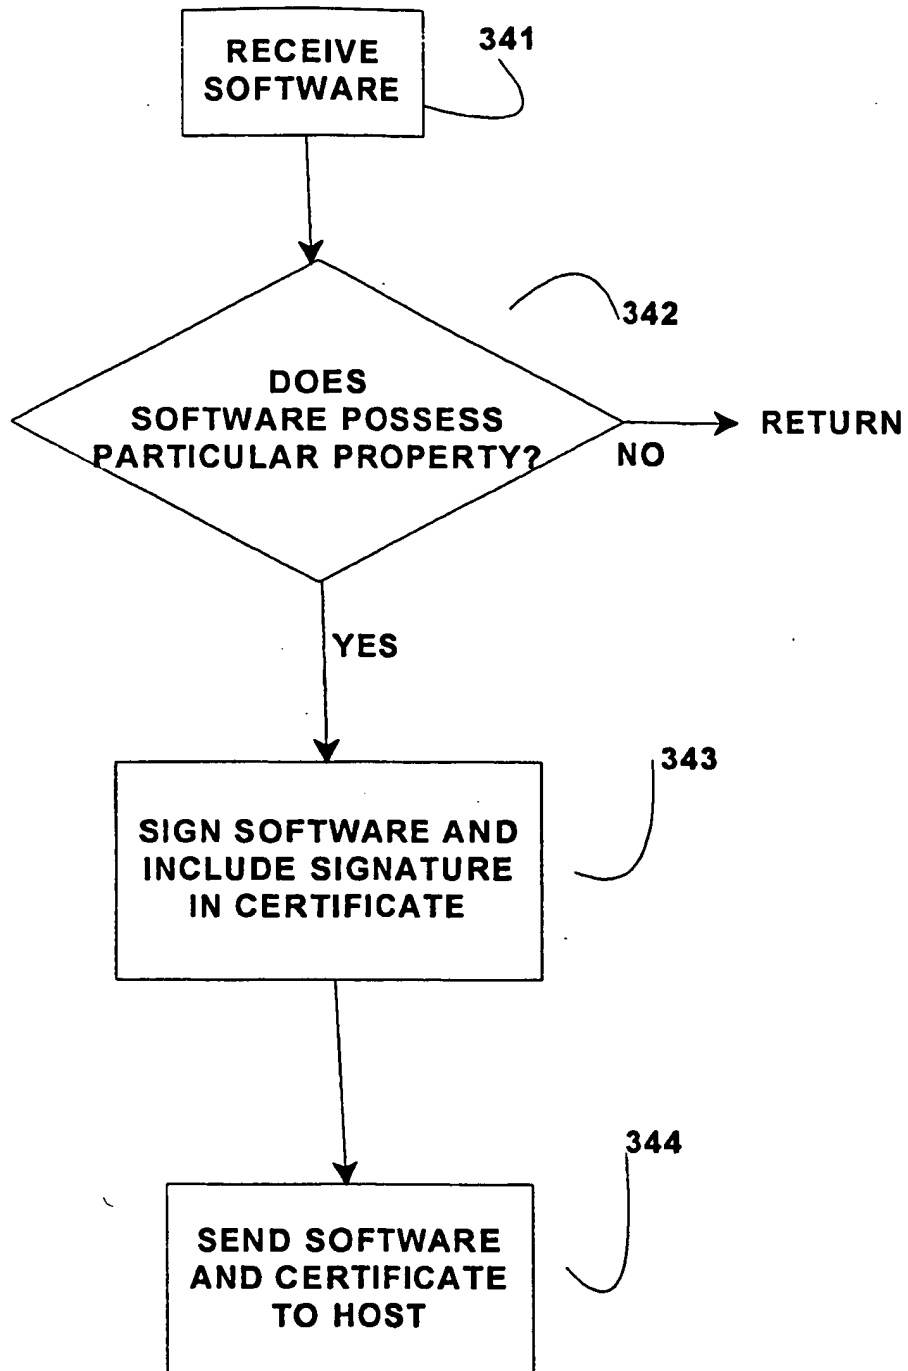 RECEIVE
SOFTWARE
341
342
DOES
SOFTWARE POSSESS
PARTICULAR PROPERTY?
RETURN
NO
YES
343
SIGN SOFTWARE AND
INCLUDE SIGNATURE
IN CERTIFICATE
344
SEND SOFTWARE
AND CERTIFICATE
TO HOST